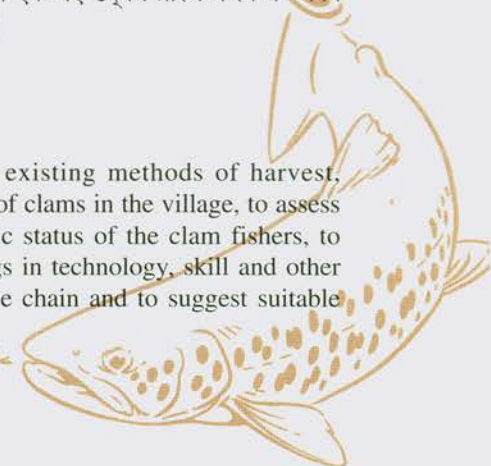 existing methods of harvest,
of clams in the village, to assess
c status of the clam fishers, to
s in technology, skill and other
e chain and to suggest suitable